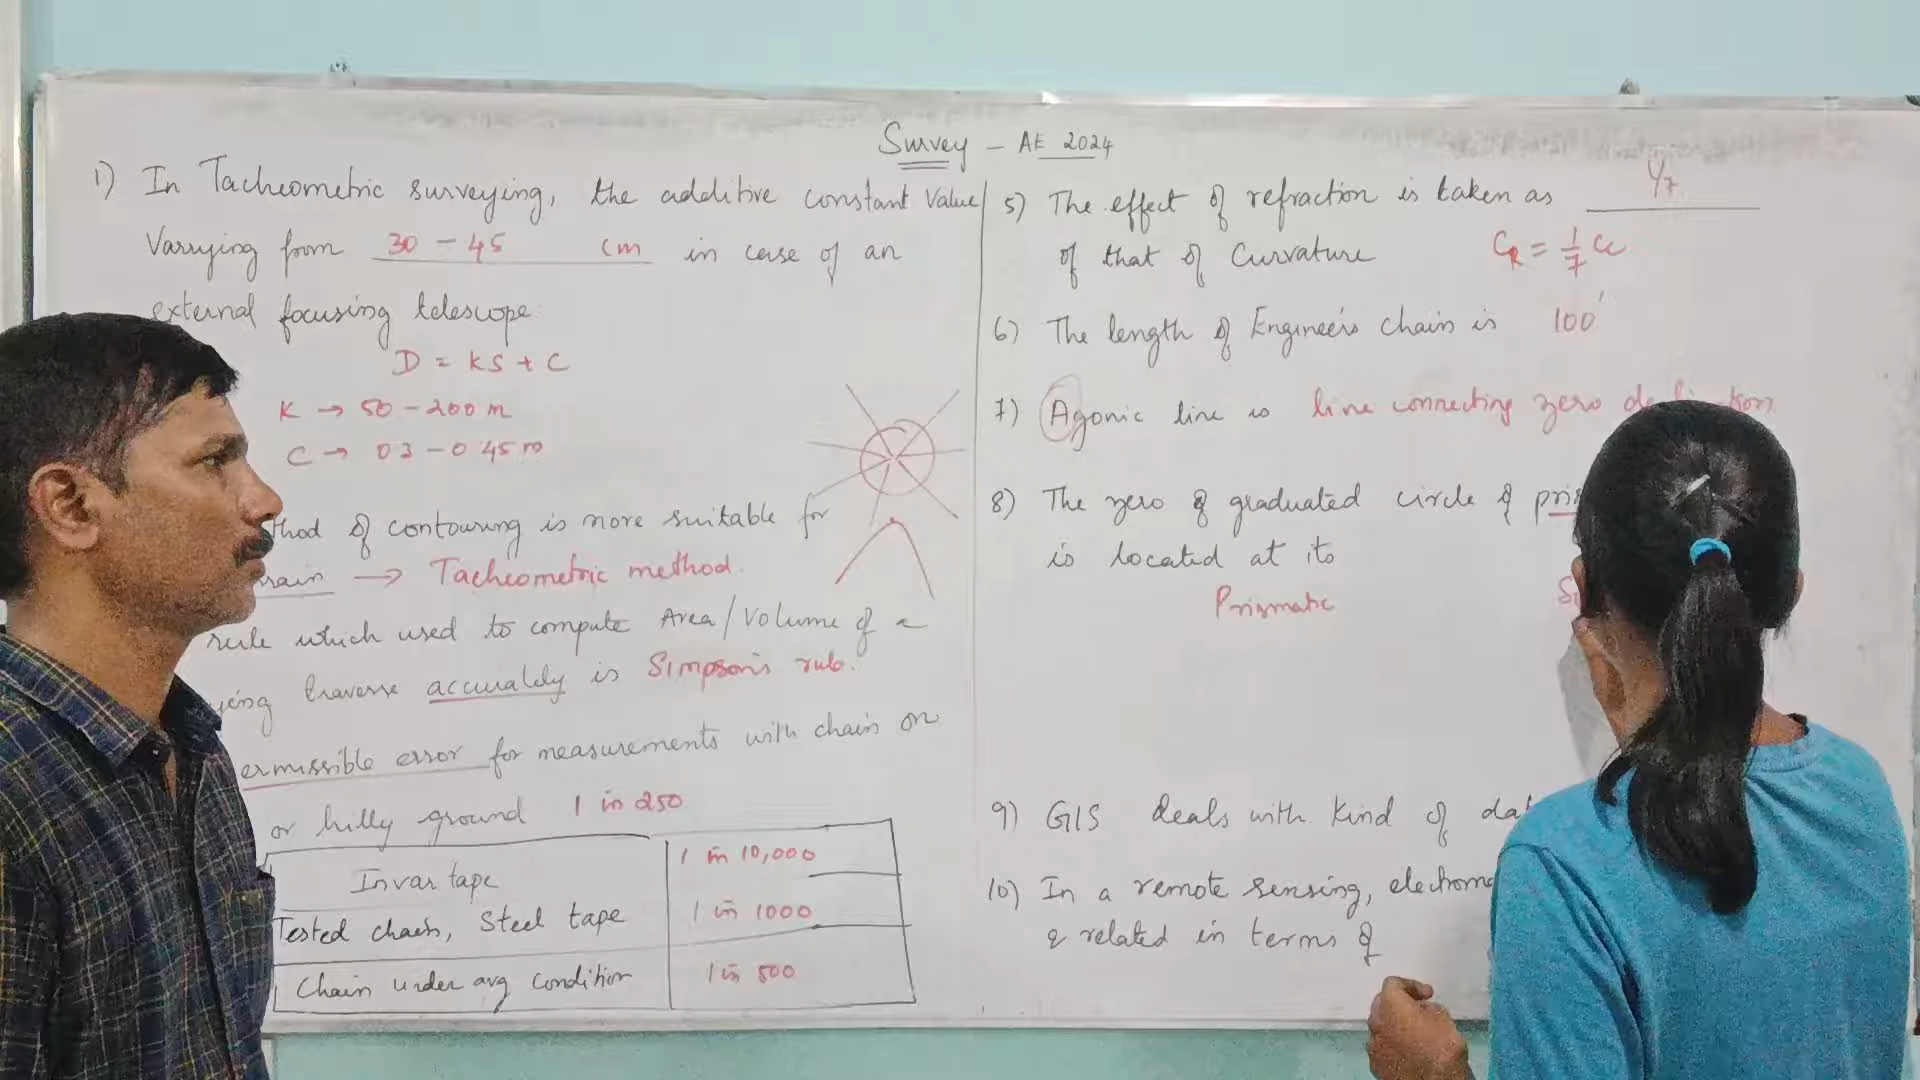 Survey - AE 2024
1) In Tacheometric surveying, the additive constant Value
Varrying from 30 - 45 cm in case of an
external focusing telescope
D = KS + C
K → 50 - 200 m
C → 0.3 - 0.45 m
of contouring is more suitable for
→ Tacheometric method.
rule which used to compute Area/Volume of a
traverse accurately is Simpson's rule.
error for measurements with chain on
or hilly ground 1 in 250
Invar tape 1 in 10,000
Tested chain, Steel tape 1 in 1000
Chain under avg condition 1 in 500
5) The effect of refraction is taken as 1/7
of that of Curvature CR = 1/7 Cc
6) The length of Engineer's chain is 100'
7) Agonic line is line connecting zero
8) The zero of graduated circle of
is located at its
Prismatic
9) GIS deals with kind of
10) In a remote sensing,
& related in terms of